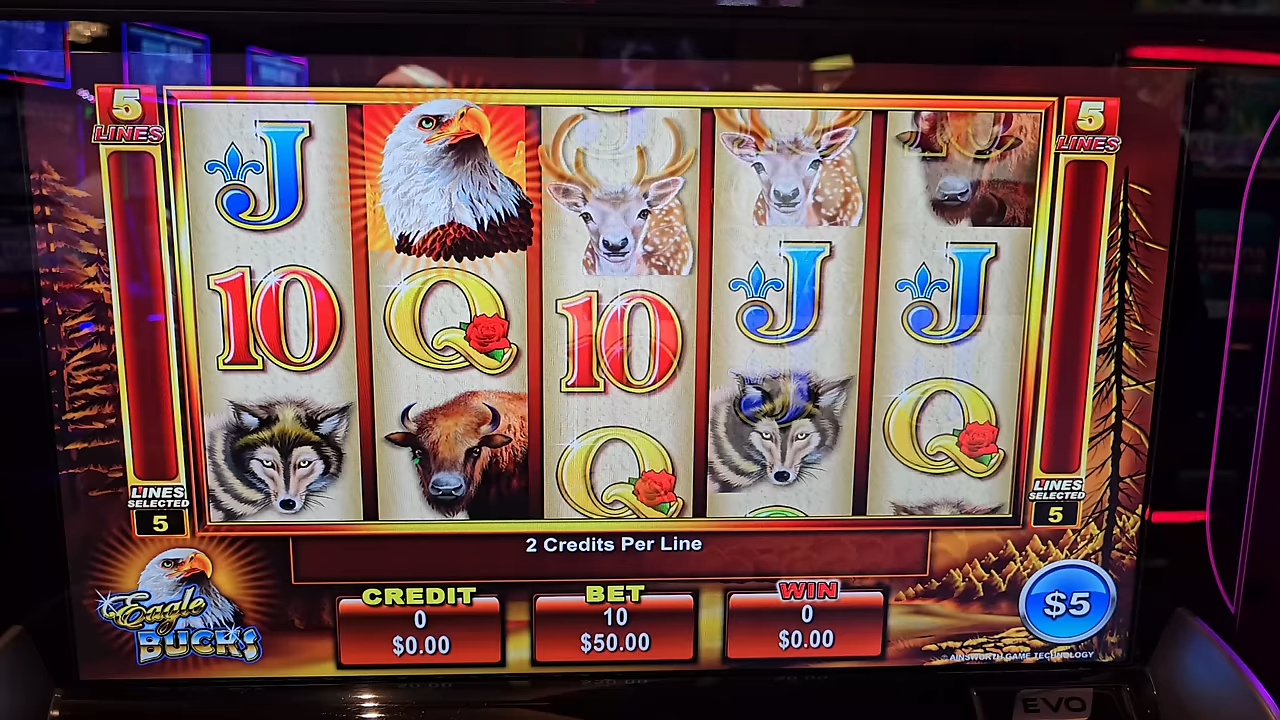 5
LINES
5
LINES
J
10
10
Q
J
J
10
Q
Q
LINES
SELECTED
5
LINES
SELECTED
5
2 Credits Per Line
CREDIT
0
$0.00
BET
10
$50.00
WIN
0
$0.00
Eagle
BUCKS
$5
© AINSWORTH GAME TECHNOLOGY
EVO